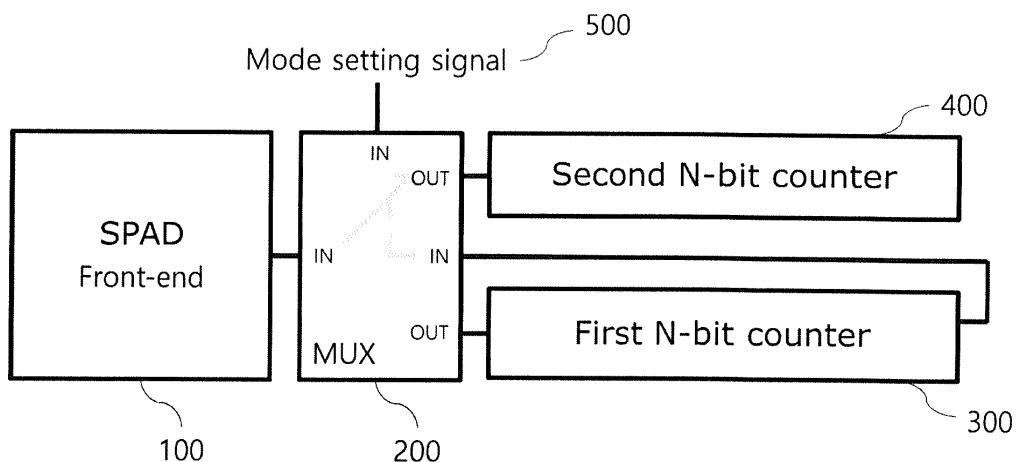 500
Mode setting signal
400
IN
OUT
Second N-bit counter
SPAD
Front-end
IN
IN
OUT
First N-bit counter
MUX
100
200
300